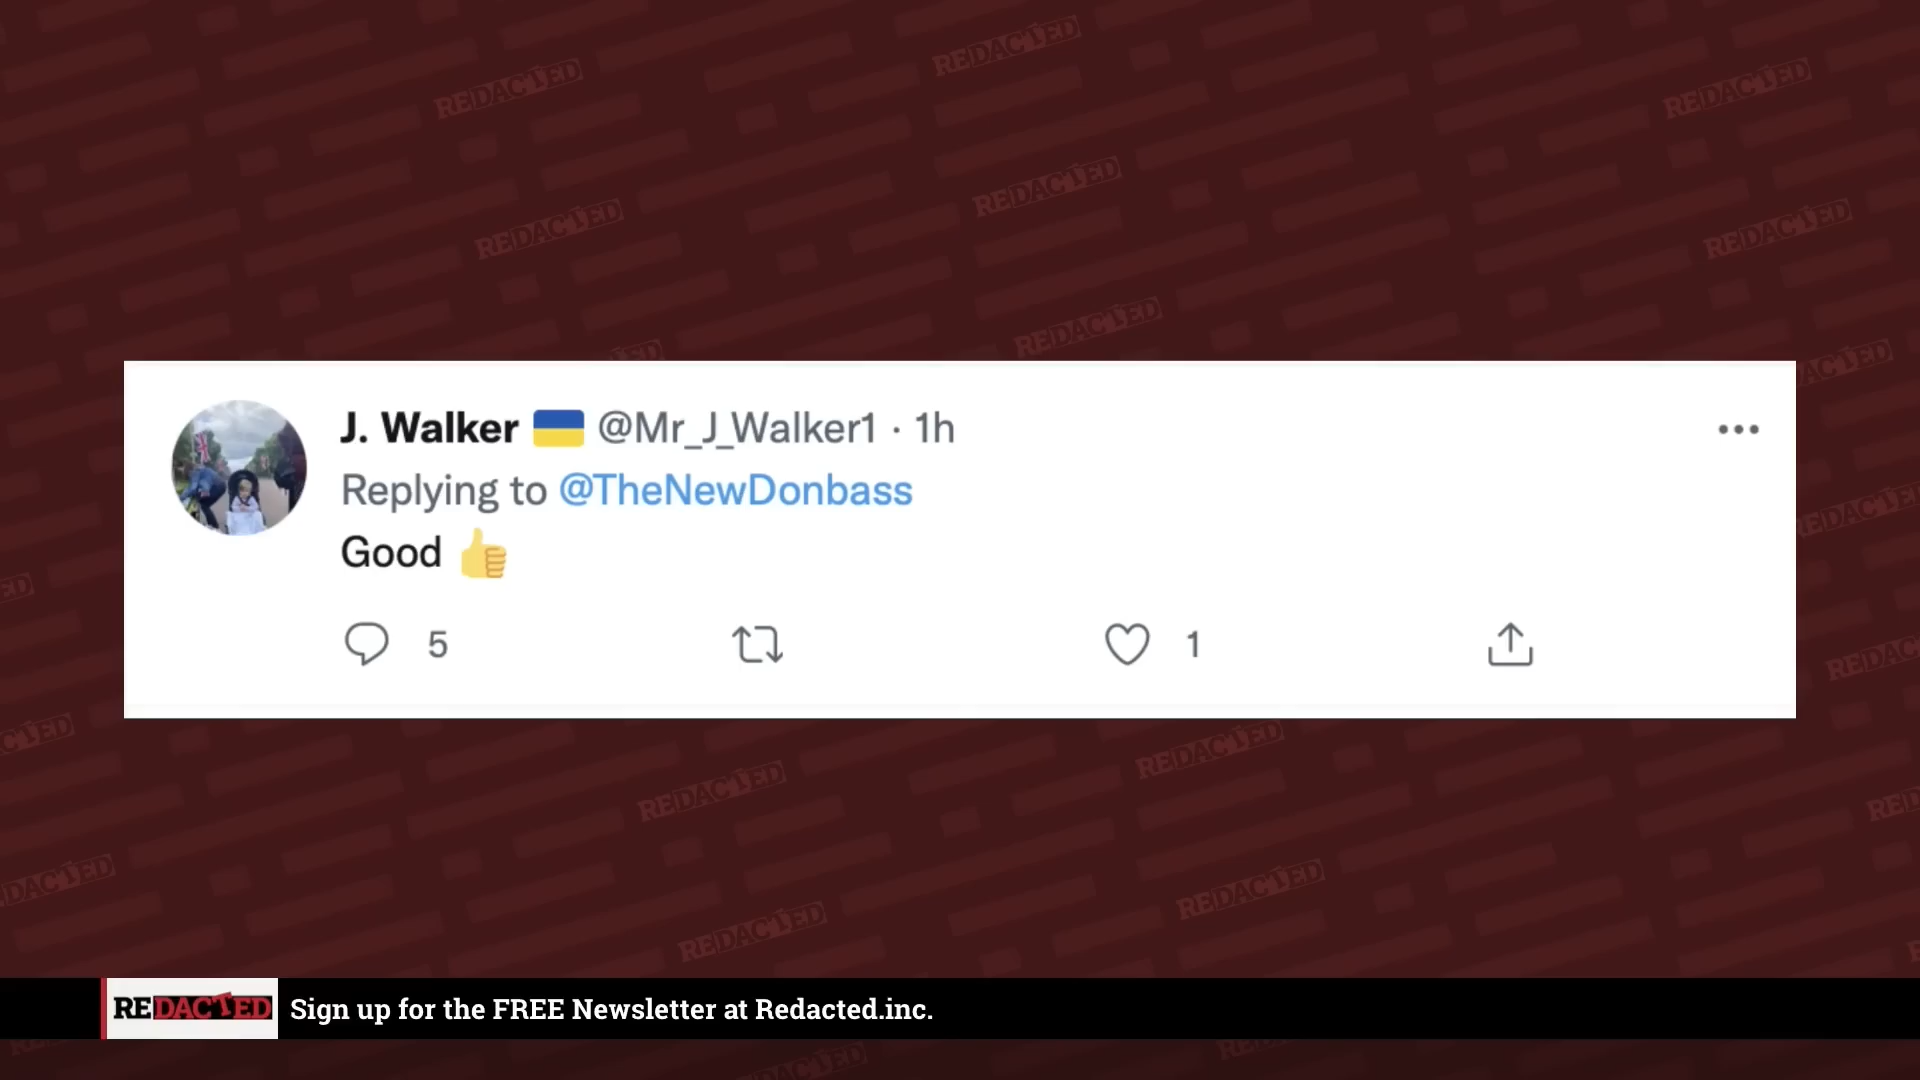 J. Walker 🇺🇦 @Mr_J_Walker1 · 1h
Replying to @TheNewDonbass
Good 👍
5 1
REDACTED Sign up for the FREE Newsletter at Redacted.inc.